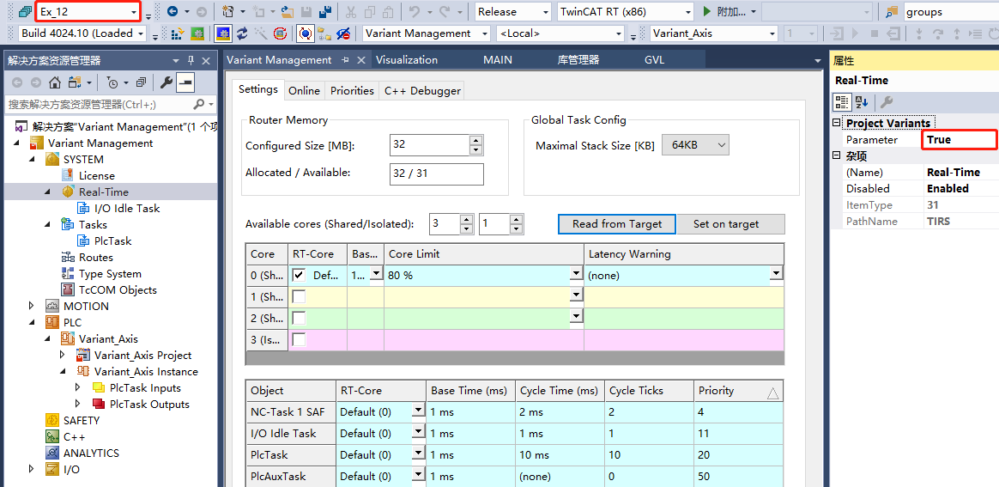 Ex_12
Release
TwinCAT RT (x86)
附加...
groups
Build 4024.10 (Loaded
Variant Management
<Local>
Variant_Axis
1
解决方案资源管理器
搜索解决方案资源管理器(Ctrl+;)
解决方案"Variant Management"(1 个项
Variant Management
SYSTEM
License
Real-Time
I/O Idle Task
Tasks
PlcTask
Routes
Type System
TcCOM Objects
MOTION
PLC
Variant_Axis
Variant_Axis Project
Variant_Axis Instance
PlcTask Inputs
PlcTask Outputs
SAFETY
C++
ANALYTICS
I/O
Variant Management
Visualization
MAIN
库管理器
GVL
Settings
Online
Priorities
C++ Debugger
Router Memory
Configured Size [MB]:
32
Allocated / Available:
32 / 31
Global Task Config
Maximal Stack Size [KB]
64KB
Available cores (Shared/Isolated):
3
1
Read from Target
Set on target
Core RT-Core Bas... Core Limit Latency Warning
0 (Sh... Def... 1... 80 % (none)
1 (Sh...
2 (Sh...
3 (Is...
Object RT-Core Base Time (ms) Cycle Time (ms) Cycle Ticks Priority
NC-Task 1 SAF Default (0) 1 ms 2 ms 2 4
I/O Idle Task Default (0) 1 ms 1 ms 1 11
PlcTask Default (0) 1 ms 10 ms 10 20
PlcAuxTask Default (0) 1 ms (none) 0 50
属性
Real-Time
Project Variants
Parameter True
杂项
(Name) Real-Time
Disabled Enabled
ItemType 31
PathName TIRS